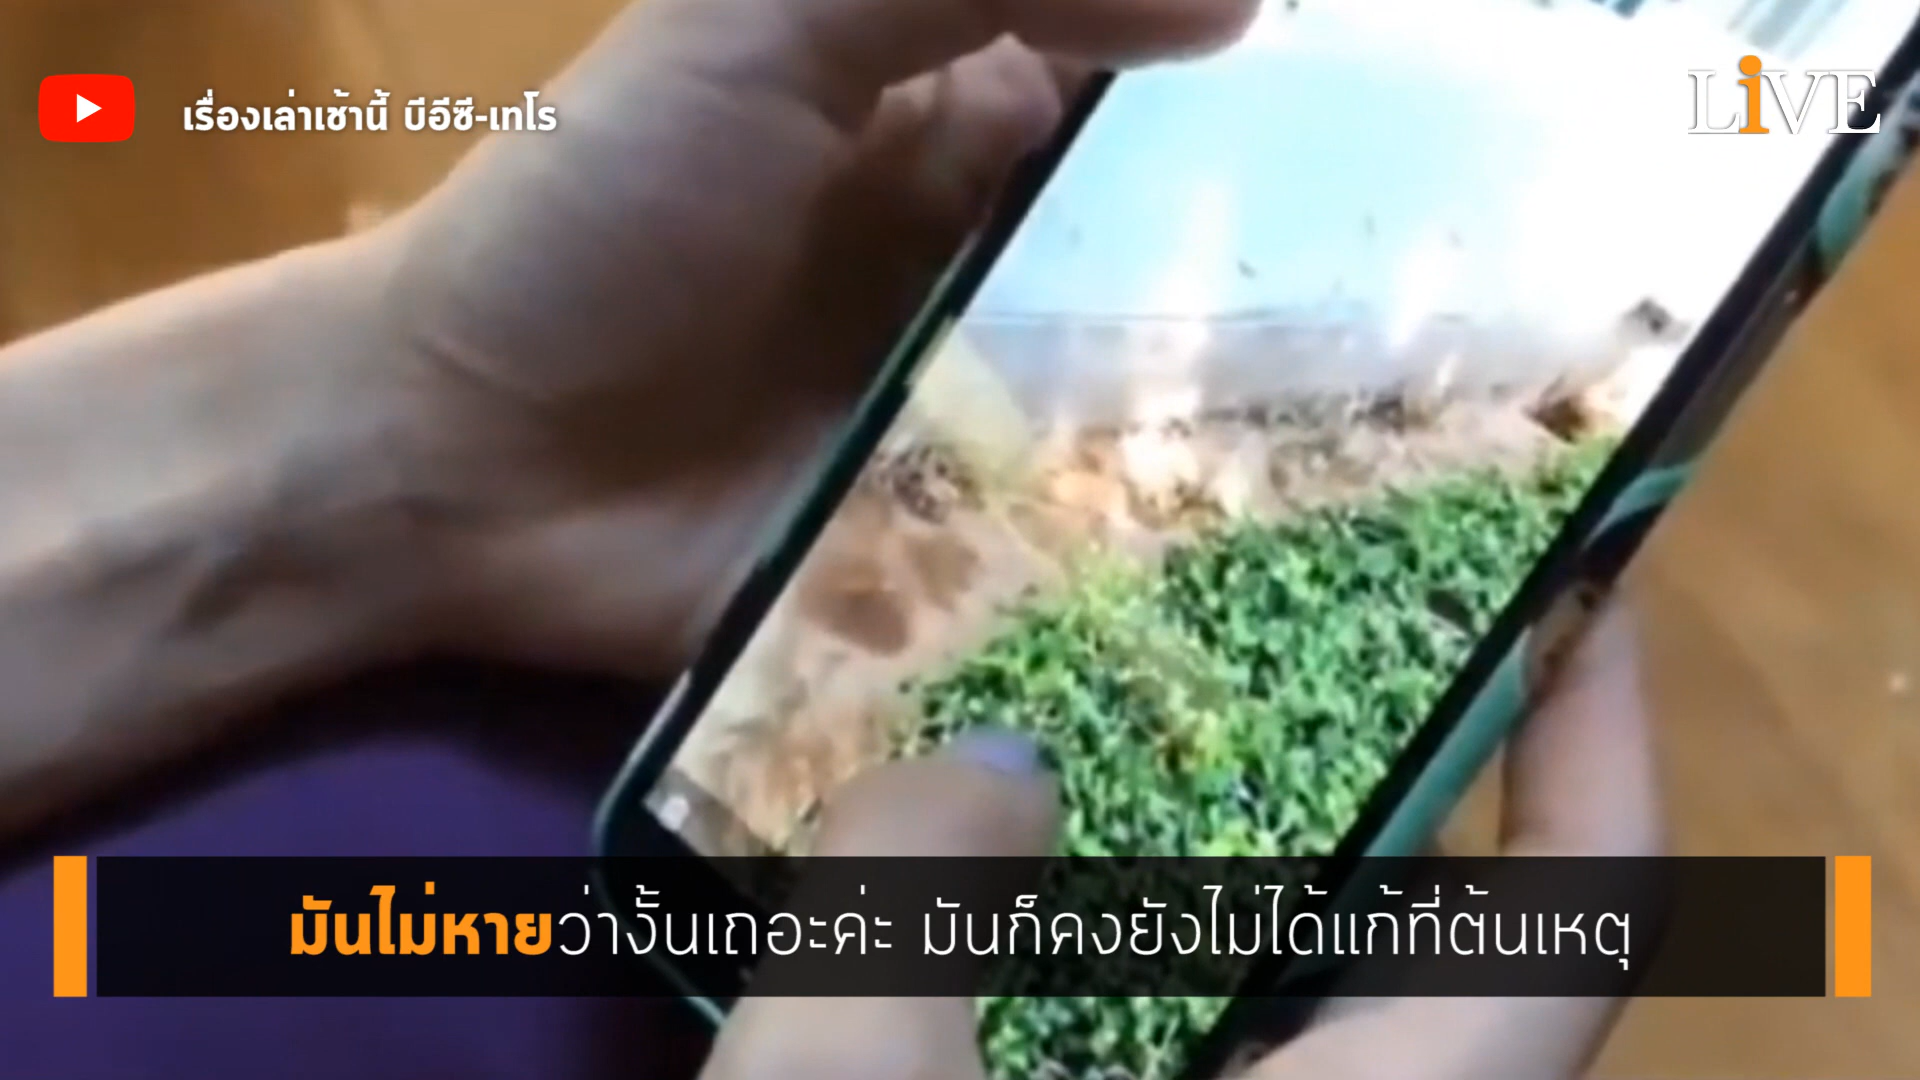 เรื่องเล่าเช้านี้ บีอีซี-เทโร
LiVE
มันไม่หายว่างั้นเถอะค่ะ มันก็คงยังไม่ได้แก้ที่ต้นเหตุ